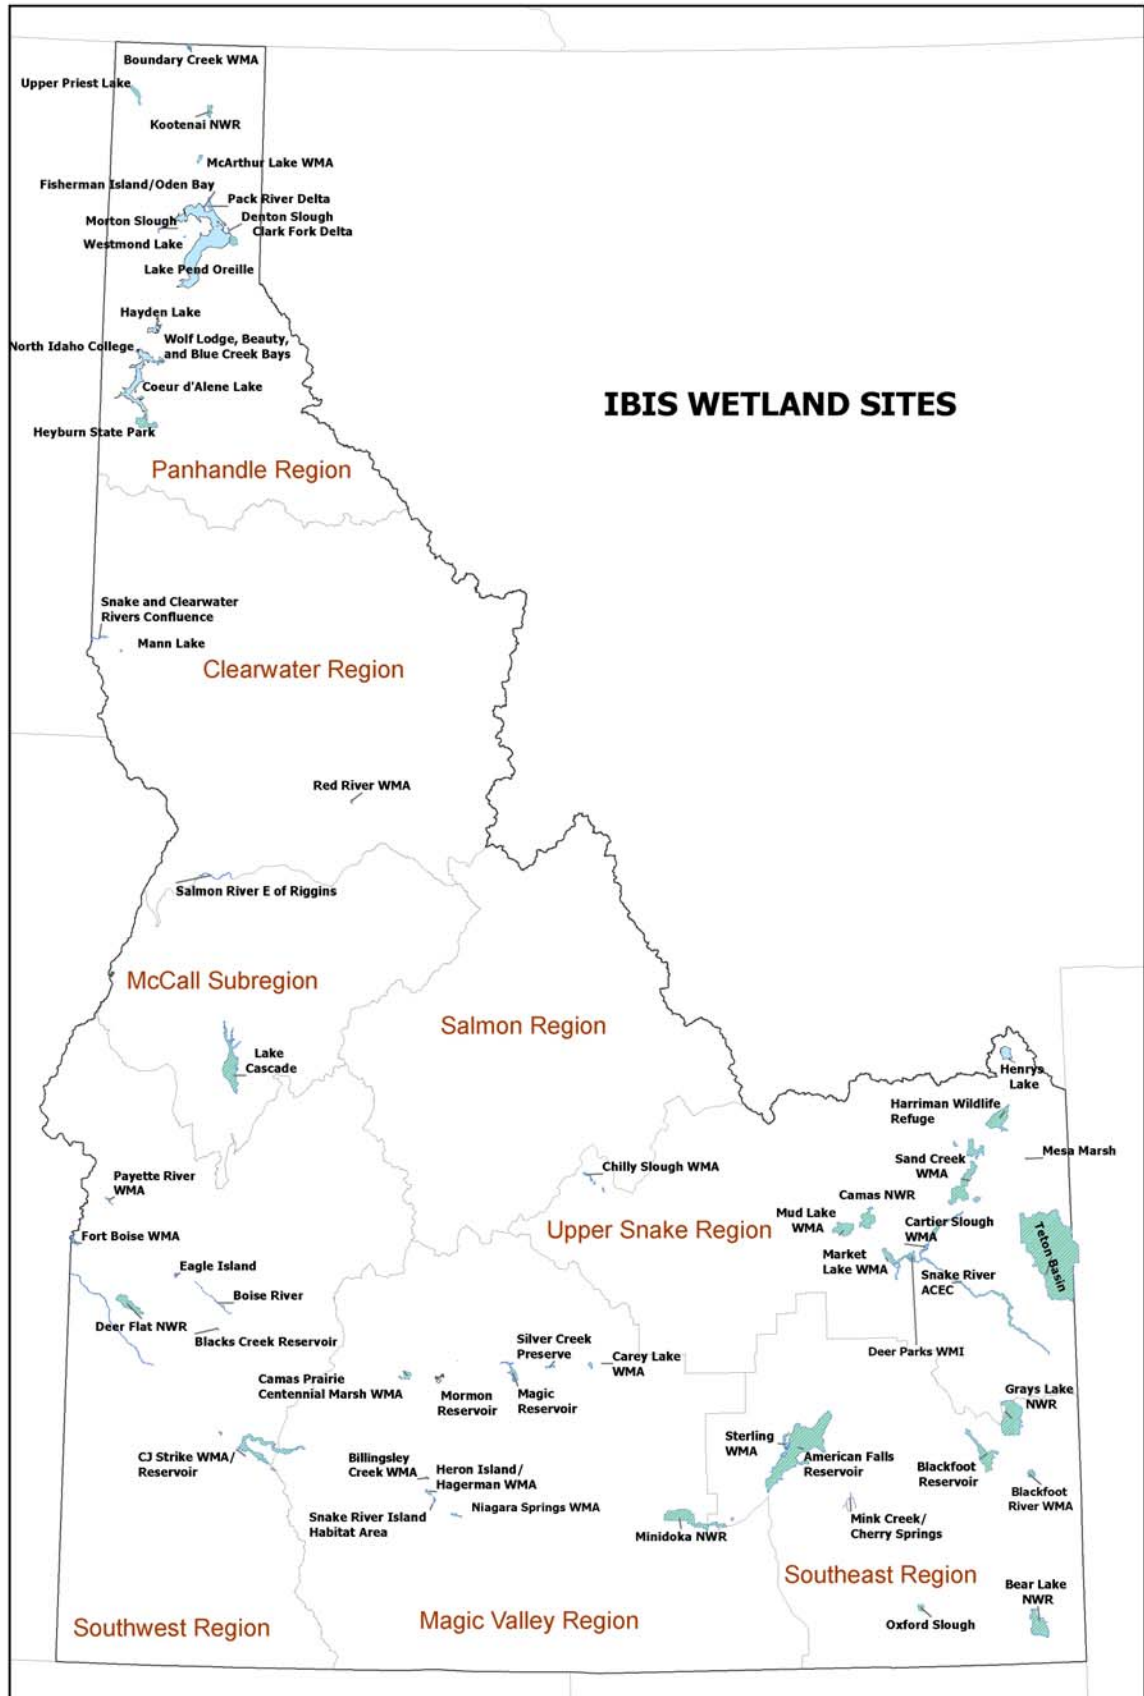 Boundary Creek WMA
Upper Priest Lake
Kootenai NWR
McArthur Lake WMA
Fisherman Island/Oden Bay
Pack River Delta
Morton Slough
Denton Slough
Clark Fork Delta
Westmond Lake
Lake Pend Oreille
Hayden Lake
North Idaho College
Wolf Lodge, Beauty,
and Blue Creek Bays
Coeur d'Alene Lake
IBIS WETLAND SITES
Heyburn State Park
Panhandle Region
Snake and Clearwater
Rivers Confluence
Mann Lake
Clearwater Region
Red River WMA
Salmon River E of Riggins
McCall Subregion
Salmon Region
Lake
Cascade
Henrys
Lake
Harriman Wildlife
Refuge
Mesa Marsh
Sand Creek
WMA
Chilly Slough WMA
Payette River
WMA
Camas NWR
Mud Lake
WMA
Cartier Slough
WMA
Upper Snake Region
Teton Basin
Fort Boise WMA
Market
Lake WMA
Snake River
ACEC
Eagle Island
Boise River
Deer Flat NWR
Blacks Creek Reservoir
Silver Creek
Preserve
Carey Lake
WMA
Deer Parks WMI
Camas Prairie
Centennial Marsh WMA
Mormon
Reservoir
Magic
Reservoir
Grays Lake
NWR
Sterling
WMA
American Falls
Reservoir
CJ Strike WMA/
Reservoir
Billingsley
Creek WMA
Heron Island/
Hagerman WMA
Blackfoot
Reservoir
Blackfoot
River WMA
Snake River Island
Habitat Area
Niagara Springs WMA
Minidoka NWR
Mink Creek/
Cherry Springs
Southeast Region
Bear Lake
NWR
Southwest Region
Magic Valley Region
Oxford Slough